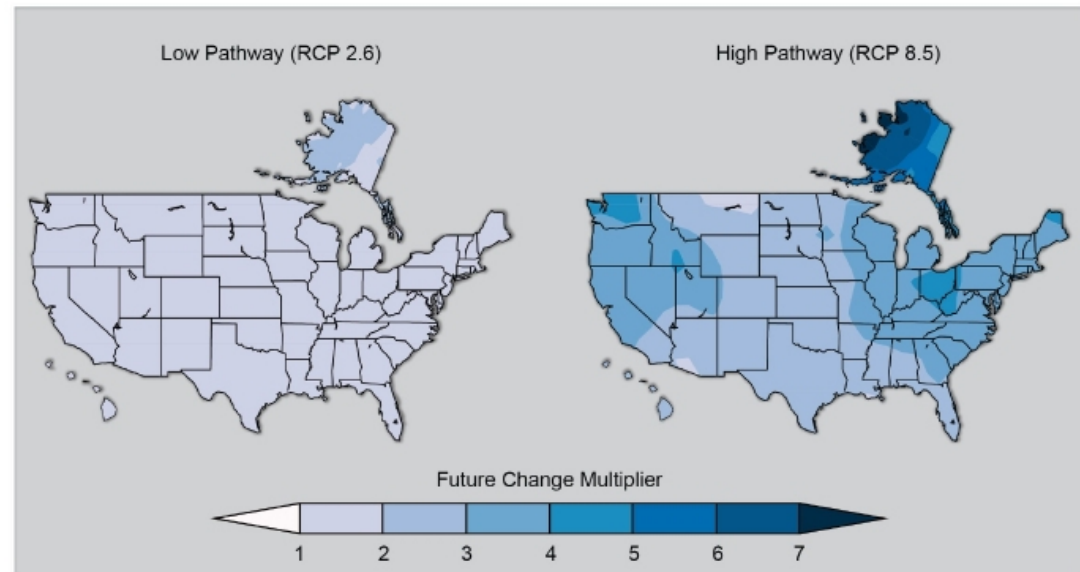 Low Pathway (RCP 2.6)
High Pathway (RCP 8.5)
Future Change Multiplier
1 2 3 4 5 6 7